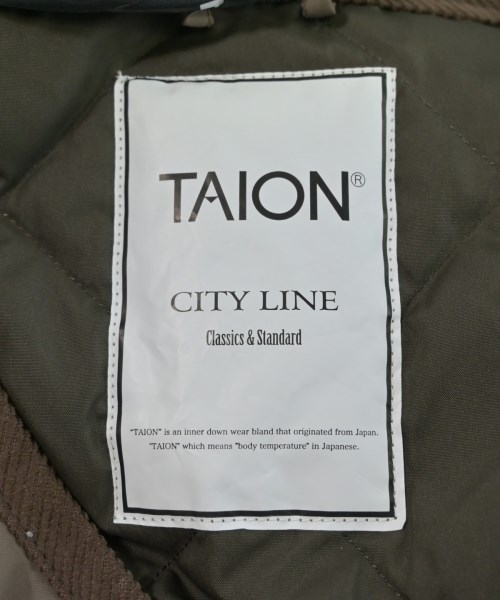 TAION®
CITY LINE
Classics & Standard
"TAION" is an inner down wear bland that originated from Japan.
"TAION" which means "body temperature" in Japanese.